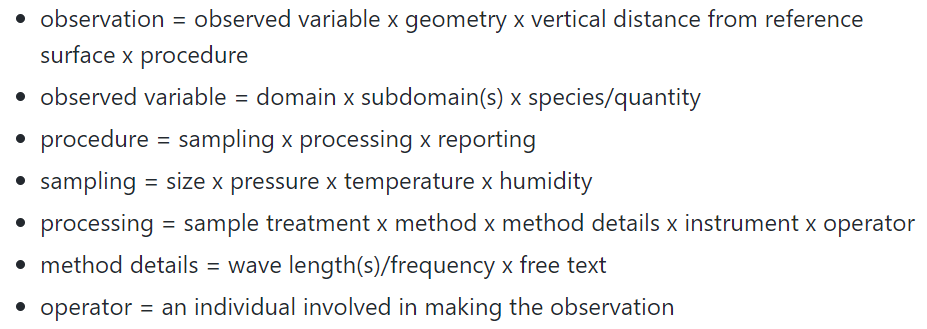 • observation = observed variable x geometry x vertical distance from reference
surface x procedure
• observed variable = domain x subdomain(s) x species/quantity
• procedure = sampling x processing x reporting
• sampling = size x pressure x temperature x humidity
• processing = sample treatment x method x method details x instrument x operator
• method details = wave length(s)/frequency x free text
• operator = an individual involved in making the observation